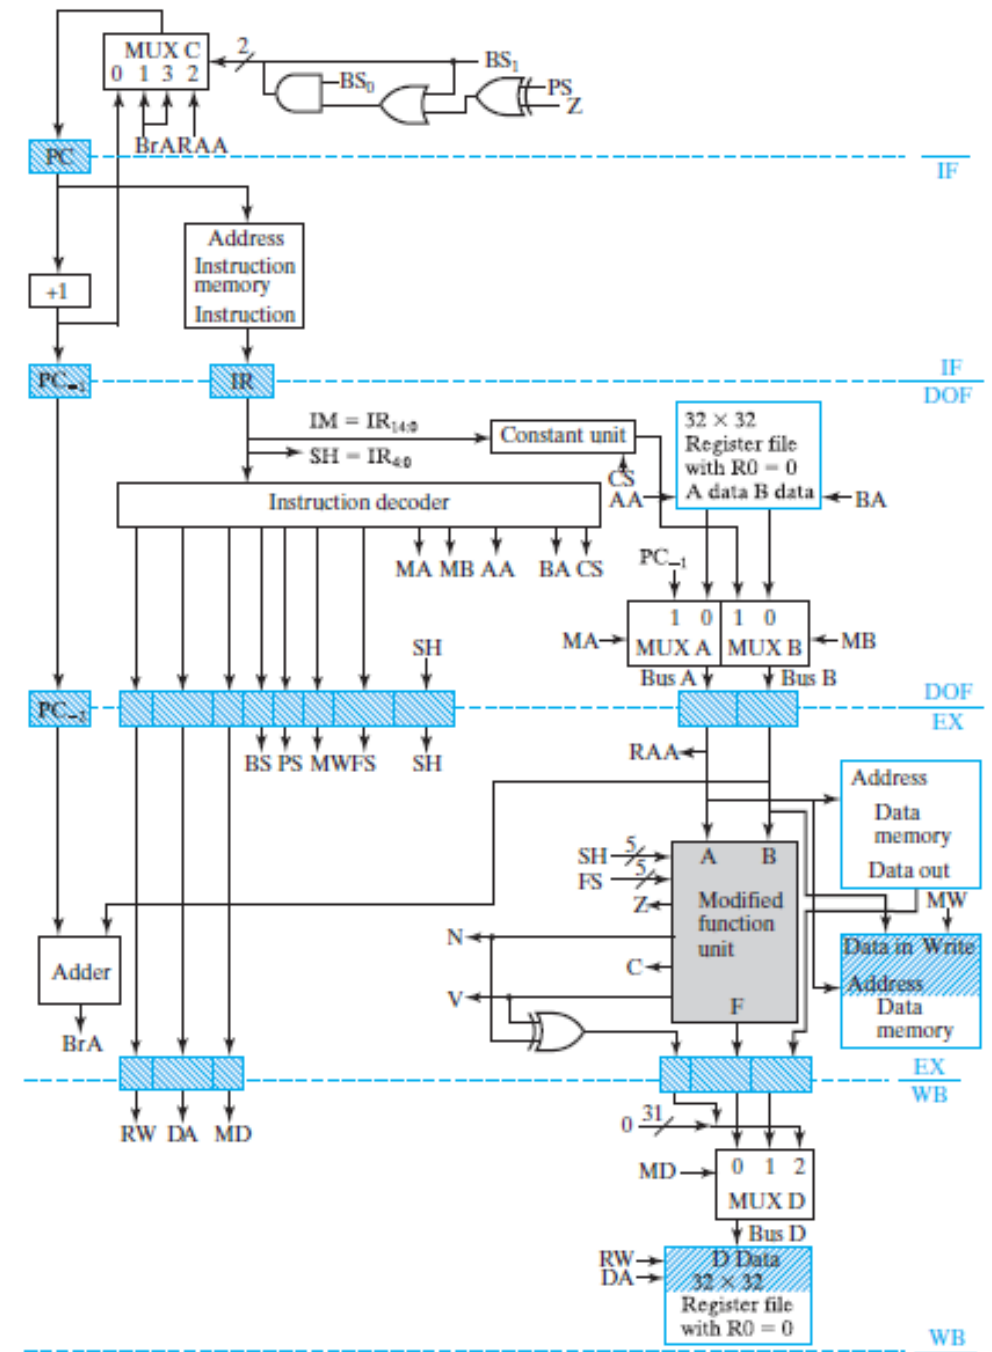 MUX C
0 1 3 2
2
BS1
BS0
PS
Z
BrA RAA
PC
IF
Address
Instruction
memory
Instruction
+1
PC-1
IR
IF
DOF
IM = IR14:0
SH = IR4:0
Constant unit
CS
32 × 32
Register file
with R0 = 0
A data B data
AA
BA
Instruction decoder
MA MB AA BA CS
PC-1
1 0 1 0
MUX A MUX B
MA
MB
SH
Bus A
Bus B
PC-2
DOF
EX
BS PS MW FS SH
RAA
Address
Data
memory
Data out
SH
5
FS
5
A B
Modified
function
unit
F
Z
N
C
V
MW
Data in Write
Address
Data
memory
Adder
BrA
EX
WB
RW DA MD
0
31
MD
0 1 2
MUX D
Bus D
RW
DA
D Data
32 × 32
Register file
with R0 = 0
WB